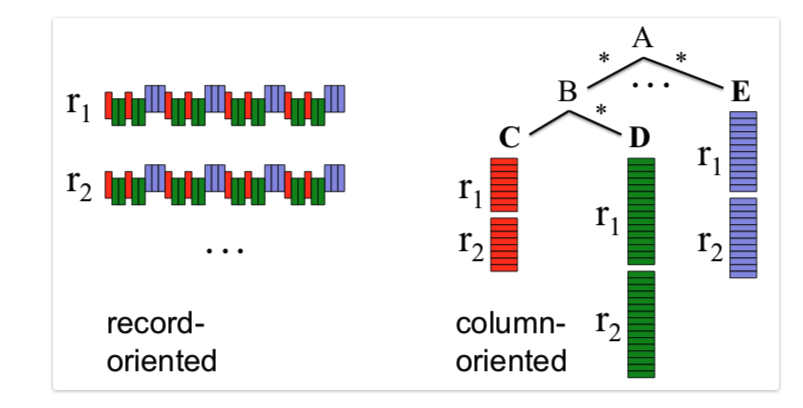 r1
r2
...
record-
oriented
A
* *
B ... E
*
C D
r1
r2
r1
r2
r1
r2
column-
oriented